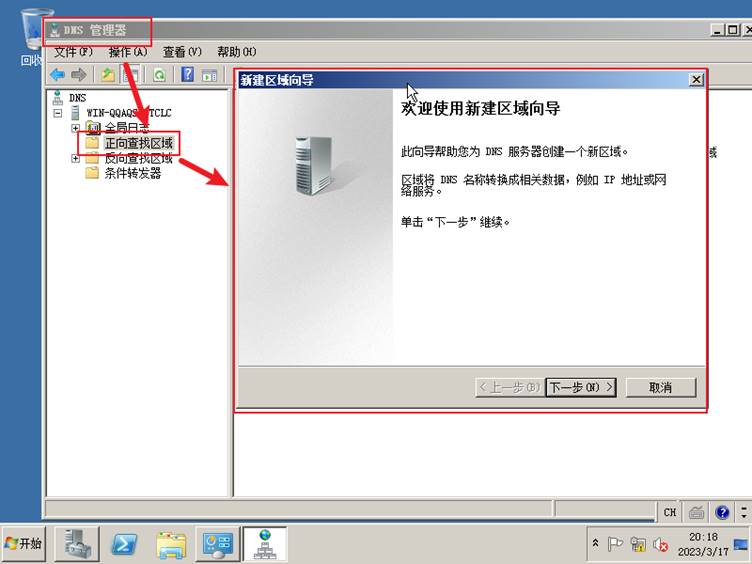 回收
DNS 管理器
文件(F) 操作(A) 查看(V) 帮助(H)
DNS
全局日志
正向查找区域
反向查找区域
条件转发器
新建区域向导
欢迎使用新建区域向导
此向导帮助您为 DNS 服务器创建一个新区域。
区域将 DNS 名称转换成相关数据，例如 IP 地址或网
络服务。
单击“下一步”继续。
域
< 上一步(B) 下一步(N) > 取消
CH
开始
20:18
2023/3/17